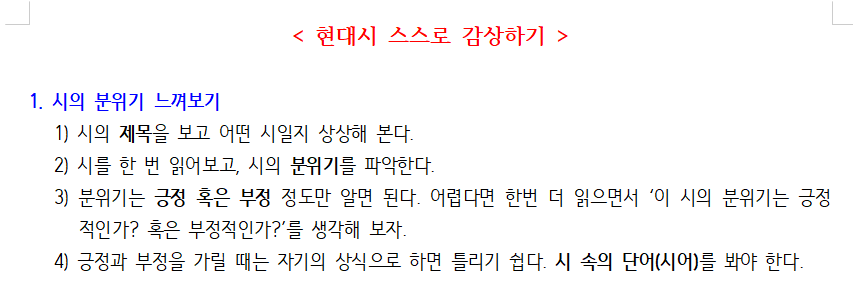 < 현대시 스스로 감상하기 >
1. 시의 분위기 느껴보기
1) 시의 제목을 보고 어떤 시일지 상상해 본다.
2) 시를 한 번 읽어보고, 시의 분위기를 파악한다.
3) 분위기는 긍정 혹은 부정 정도만 알면 된다. 어렵다면 한번 더 읽으면서 ‘이 시의 분위기는 긍정
적인가? 혹은 부정적인가?’를 생각해 보자.
4) 긍정과 부정을 가릴 때는 자기의 상식으로 하면 틀리기 쉽다. 시 속의 단어(시어)를 봐야 한다.